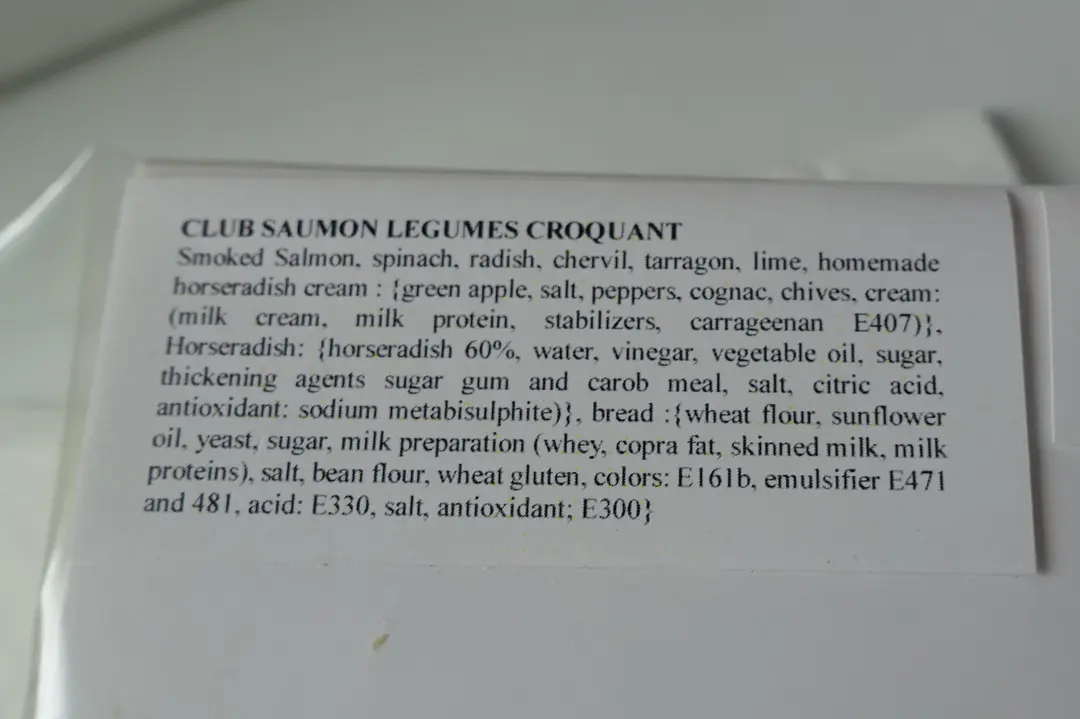 CLUB SAUMON LEGUMES CROQUANT
Smoked Salmon, spinach, radish, chervil, tarragon, lime, homemade
horseradish cream : {green apple, salt, peppers, cognac, chives, cream:
(milk cream, milk protein, stabilizers, carrageenan E407)},
Horseradish: {horseradish 60%, water, vinegar, vegetable oil, sugar,
thickening agents sugar gum and carob meal, salt, citric acid,
antioxidant: sodium metabisulphite)}, bread :{wheat flour, sunflower
oil, yeast, sugar, milk preparation (whey, copra fat, skinned milk, milk
proteins), salt, bean flour, wheat gluten, colors: E161b, emulsifier E471
and 481, acid: E330, salt, antioxidant; E300}